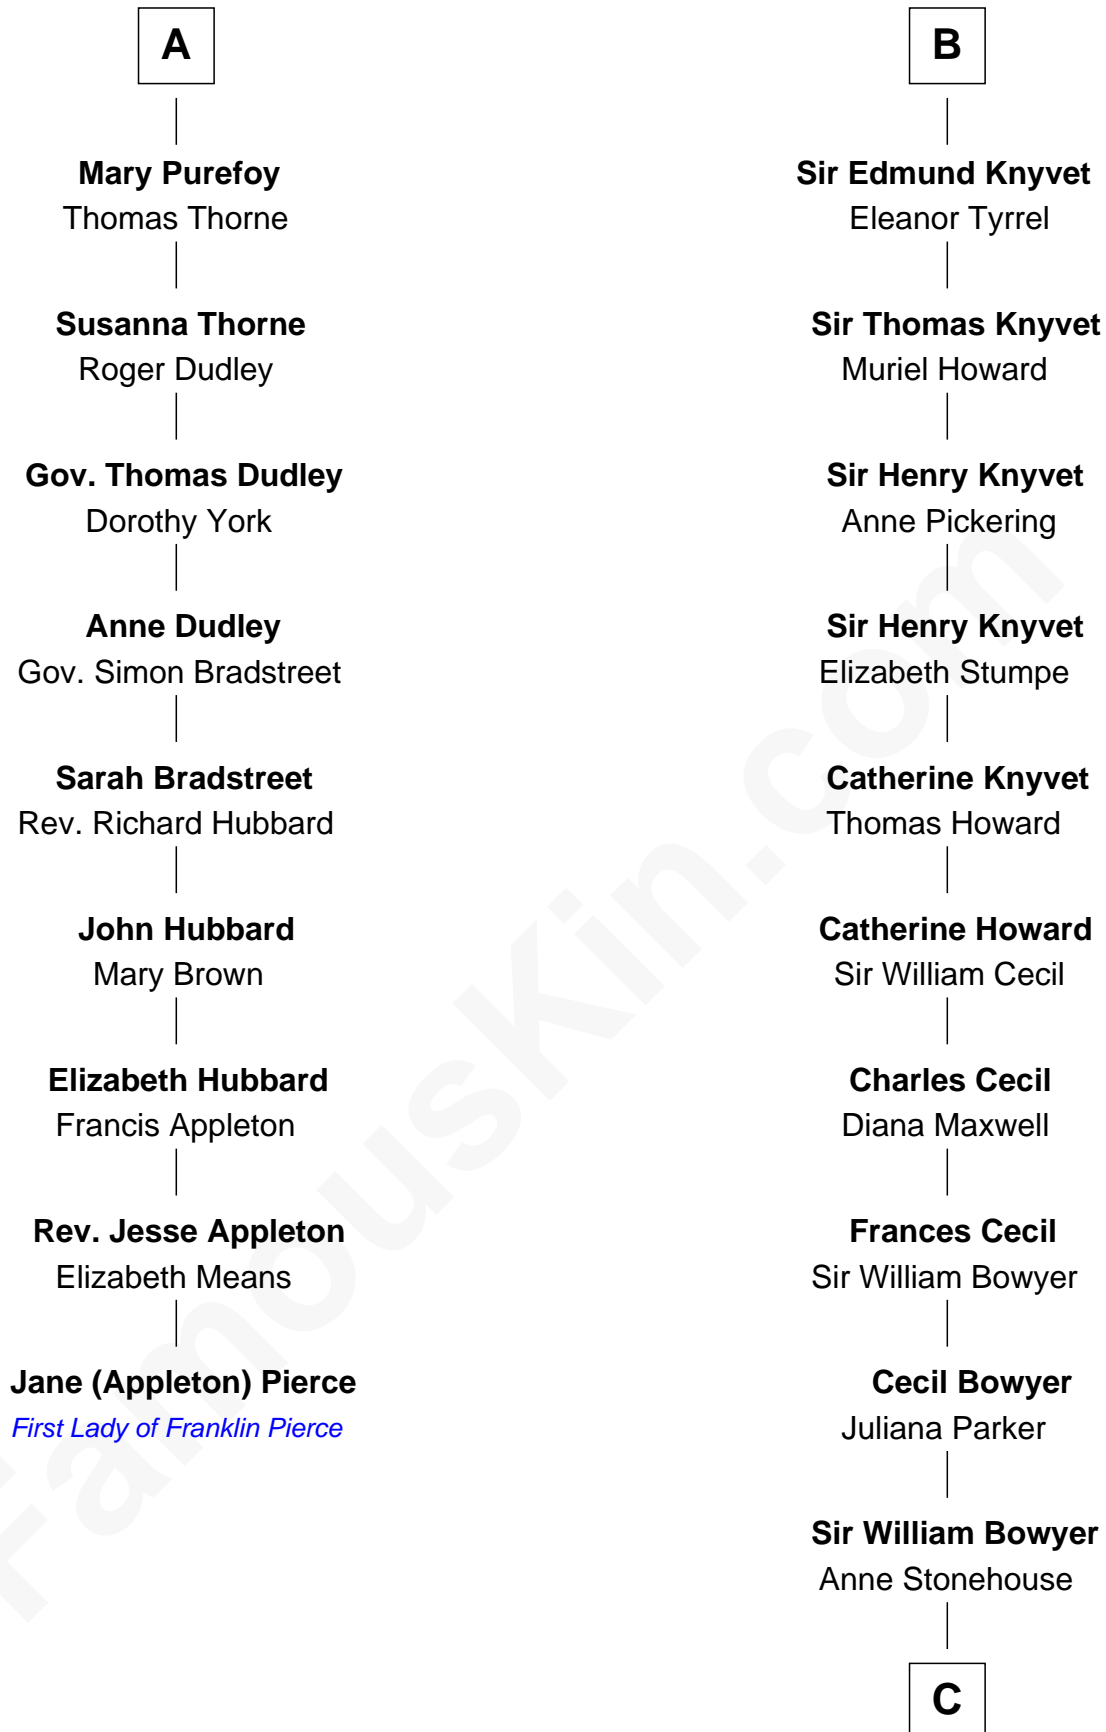 A
Mary Purefoy
Thomas Thorne
Susanna Thorne
Roger Dudley
Gov. Thomas Dudley
Dorothy York
Anne Dudley
Gov. Simon Bradstreet
Sarah Bradstreet
Rev. Richard Hubbard
John Hubbard
Mary Brown
Elizabeth Hubbard
Francis Appleton
Rev. Jesse Appleton
Elizabeth Means
Jane (Appleton) Pierce
First Lady of Franklin Pierce
B
Sir Edmund Knyvet
Eleanor Tyrrel
Sir Thomas Knyvet
Muriel Howard
Sir Henry Knyvet
Anne Pickering
Sir Henry Knyvet
Elizabeth Stumpe
Catherine Knyvet
Thomas Howard
Catherine Howard
Sir William Cecil
Charles Cecil
Diana Maxwell
Frances Cecil
Sir William Bowyer
Cecil Bowyer
Juliana Parker
Sir William Bowyer
Anne Stonehouse
C
FamousKin.com